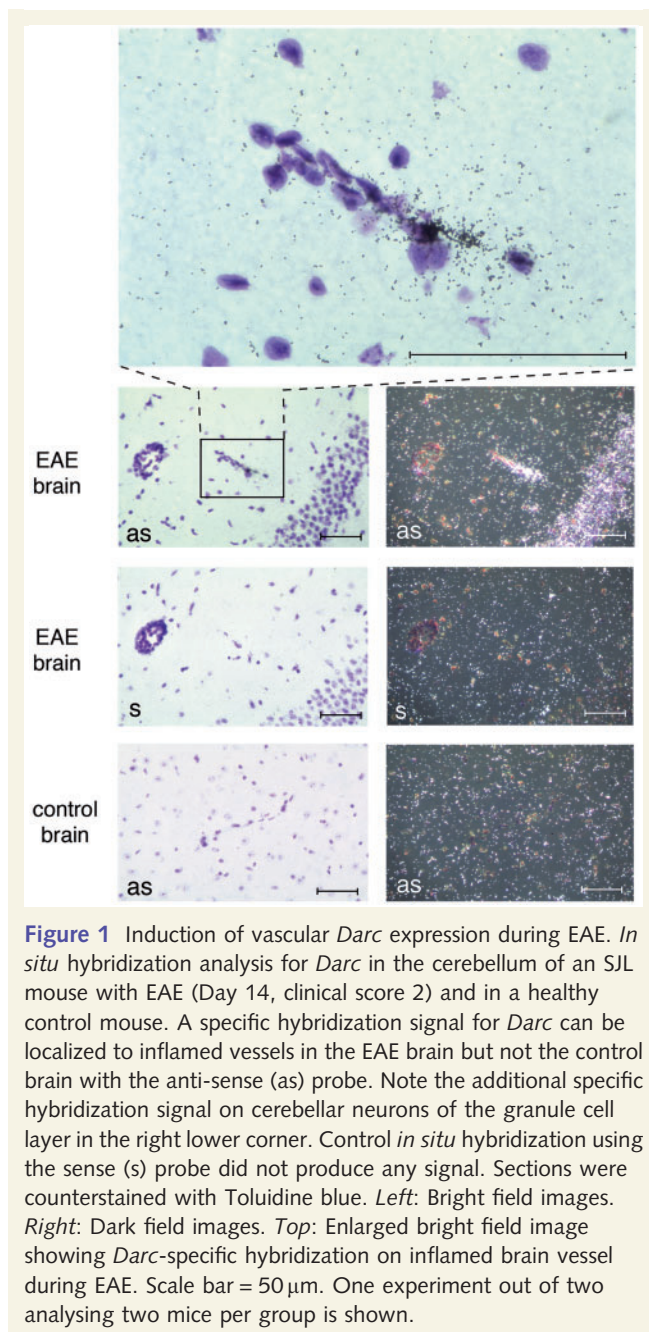 EAE
brain
as
as
EAE
brain
s
s
control
brain
as
as
Figure 1 Induction of vascular Darc expression during EAE. In
situ hybridization analysis for Darc in the cerebellum of an SJL
mouse with EAE (Day 14, clinical score 2) and in a healthy
control mouse. A specific hybridization signal for Darc can be
localized to inflamed vessels in the EAE brain but not the control
brain with the anti-sense (as) probe. Note the additional specific
hybridization signal on cerebellar neurons of the granule cell
layer in the right lower corner. Control in situ hybridization using
the sense (s) probe did not produce any signal. Sections were
counterstained with Toluidine blue. Left: Bright field images.
Right: Dark field images. Top: Enlarged bright field image
showing Darc-specific hybridization on inflamed brain vessel
during EAE. Scale bar = 50 μm. One experiment out of two
analysing two mice per group is shown.